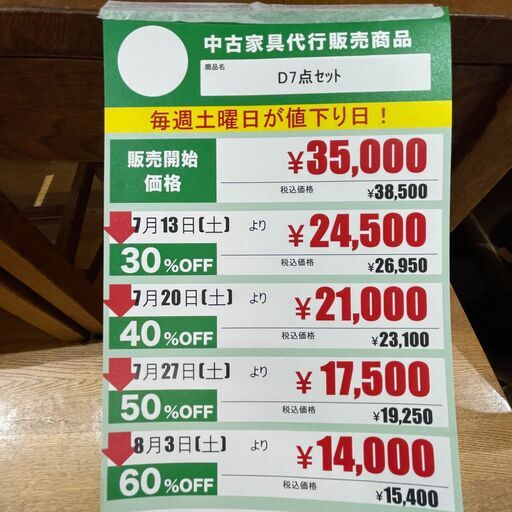 中古家具代行販売商品
商品名
D7点セット
毎週土曜日が値下り日！
販売開始
価格
¥35,000
税込価格 ¥38,500
7月13日(土) より
30%OFF
¥24,500
税込価格 ¥26,950
7月20日(土) より
40%OFF
¥21,000
税込価格 ¥23,100
7月27日(土) より
50%OFF
¥17,500
税込価格 ¥19,250
8月3日(土) より
60%OFF
¥14,000
税込価格 ¥15,400